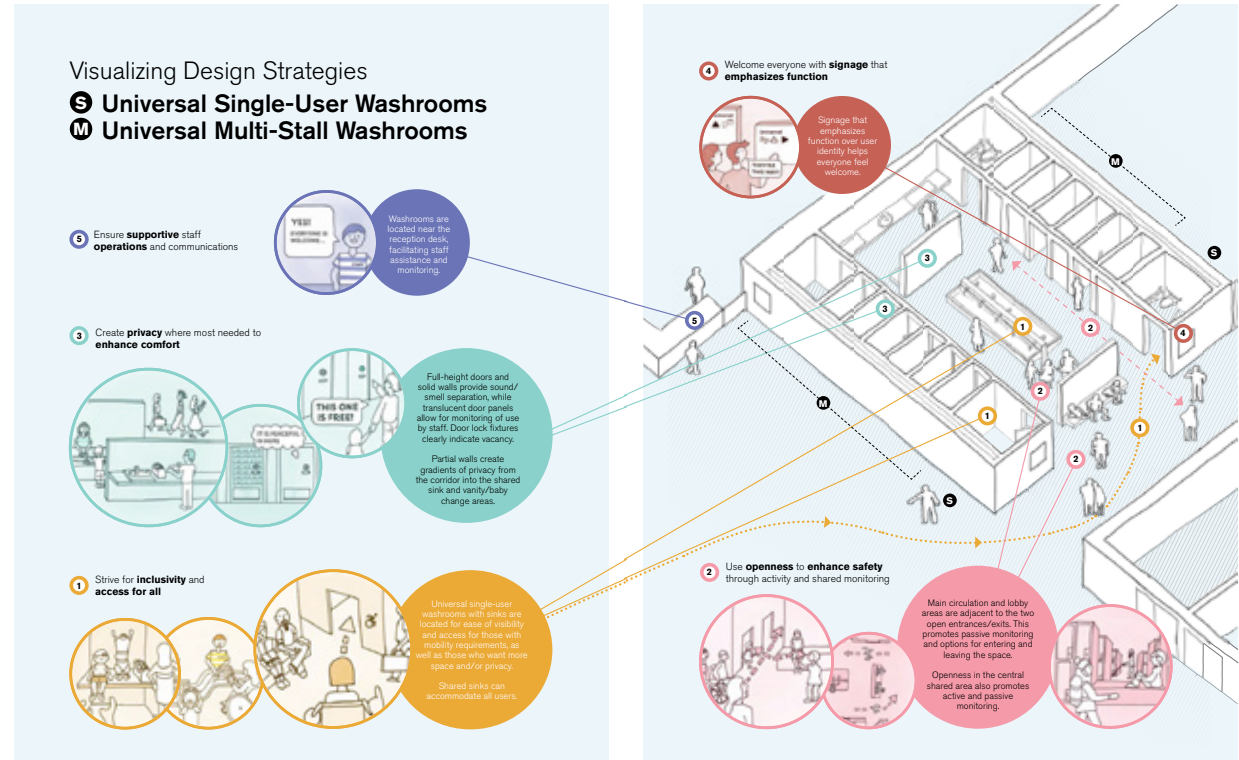 Visualizing Design Strategies
S Universal Single-User Washrooms
M Universal Multi-Stall Washrooms
5 Ensure supportive staff
operations and communications
YES!
EVERYONE IS
WELCOME...
Washrooms are
located near the
reception desk,
facilitating staff
assistance and
monitoring.
3 Create privacy where most needed to
enhance comfort
IT IS PEACEFUL
IN HERE
THIS ONE
IS FREE!
Full-height doors and
solid walls provide sound/
smell separation, while
translucent door panels
allow for monitoring of use
by staff. Door lock fixtures
clearly indicate vacancy.
Partial walls create
gradients of privacy from
the corridor into the shared
sink and vanity/baby
change areas.
1 Strive for inclusivity and
access for all
Universal single-user
washrooms with sinks are
located for ease of visibility
and access for those with
mobility requirements, as
well as those who want more
space and/or privacy.
Shared sinks can
accommodate all users.
4 Welcome everyone with signage that
emphasizes function
Signage that
emphasizes
function over user
identity helps
everyone feel
welcome.
M
S
3
3
5
1
2
4
2
1
M
1
2
S
2 Use openness to enhance safety
through activity and shared monitoring
Main circulation and lobby
areas are adjacent to the two
open entrances/exits. This
promotes passive monitoring
and options for entering and
leaving the space.
Openness in the central
shared area also promotes
active and passive
monitoring.